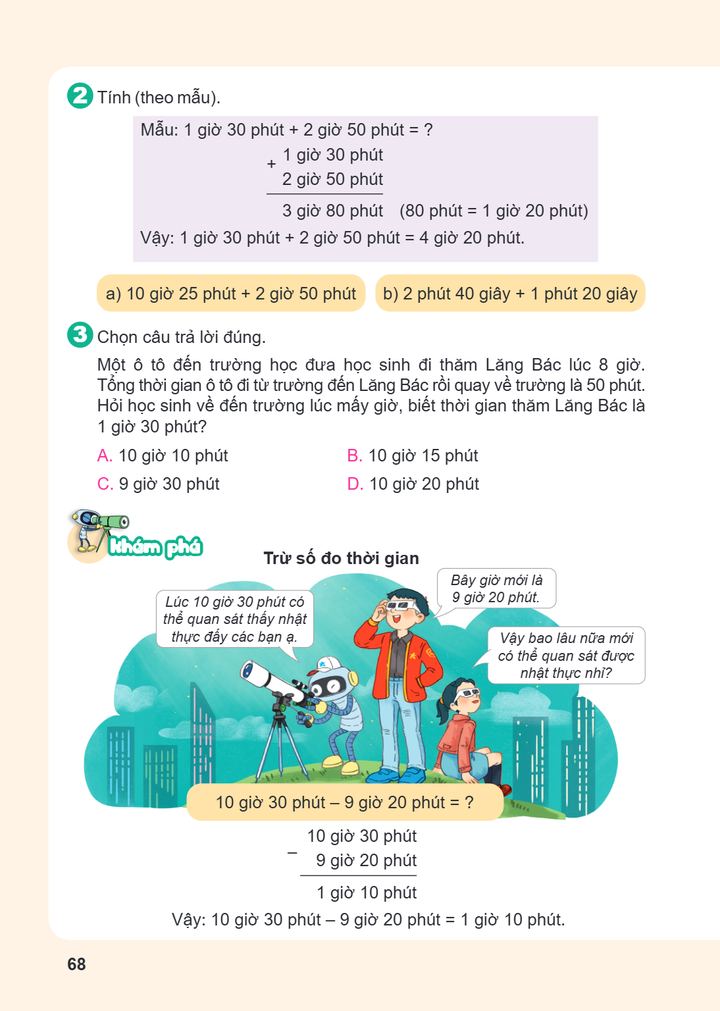 2 Tính (theo mẫu).
Mẫu: 1 giờ 30 phút + 2 giờ 50 phút = ?
1 giờ 30 phút
+
2 giờ 50 phút
3 giờ 80 phút (80 phút = 1 giờ 20 phút)
Vậy: 1 giờ 30 phút + 2 giờ 50 phút = 4 giờ 20 phút.
a) 10 giờ 25 phút + 2 giờ 50 phút
b) 2 phút 40 giây + 1 phút 20 giây
3 Chọn câu trả lời đúng.
Một ô tô đến trường học đưa học sinh đi thăm Lăng Bác lúc 8 giờ.
Tổng thời gian ô tô đi từ trường đến Lăng Bác rồi quay về trường là 50 phút.
Hỏi học sinh về đến trường lúc mấy giờ, biết thời gian thăm Lăng Bác là
1 giờ 30 phút?
A. 10 giờ 10 phút
B. 10 giờ 15 phút
C. 9 giờ 30 phút
D. 10 giờ 20 phút
khám phá
Trừ số đo thời gian
Lúc 10 giờ 30 phút có
thể quan sát thấy nhật
thực đấy các bạn ạ.
Bây giờ mới là
9 giờ 20 phút.
Vậy bao lâu nữa mới
có thể quan sát được
nhật thực nhỉ?
10 giờ 30 phút – 9 giờ 20 phút = ?
10 giờ 30 phút
–
9 giờ 20 phút
1 giờ 10 phút
Vậy: 10 giờ 30 phút – 9 giờ 20 phút = 1 giờ 10 phút.
68